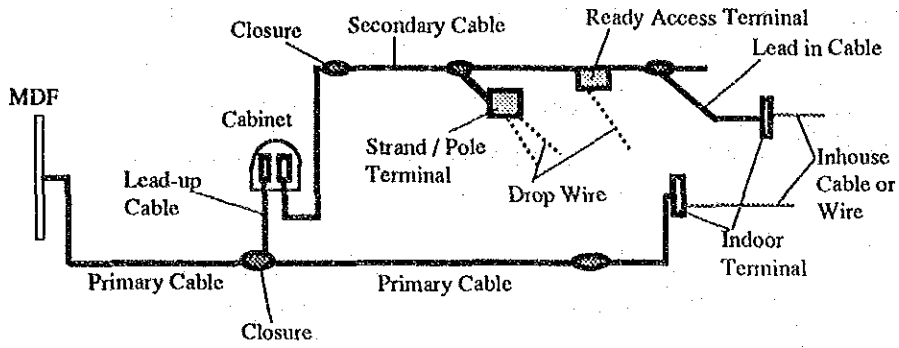 Ready Access Terminal
Closure
Secondary Cable
Lead in Cable
MDF
Cabinet
Strand / Pole
Terminal
Lead-up
Cable
Drop Wire
Inhouse
Cable or
Wire
Indoor
Terminal
Primary Cable
Primary Cable
Closure